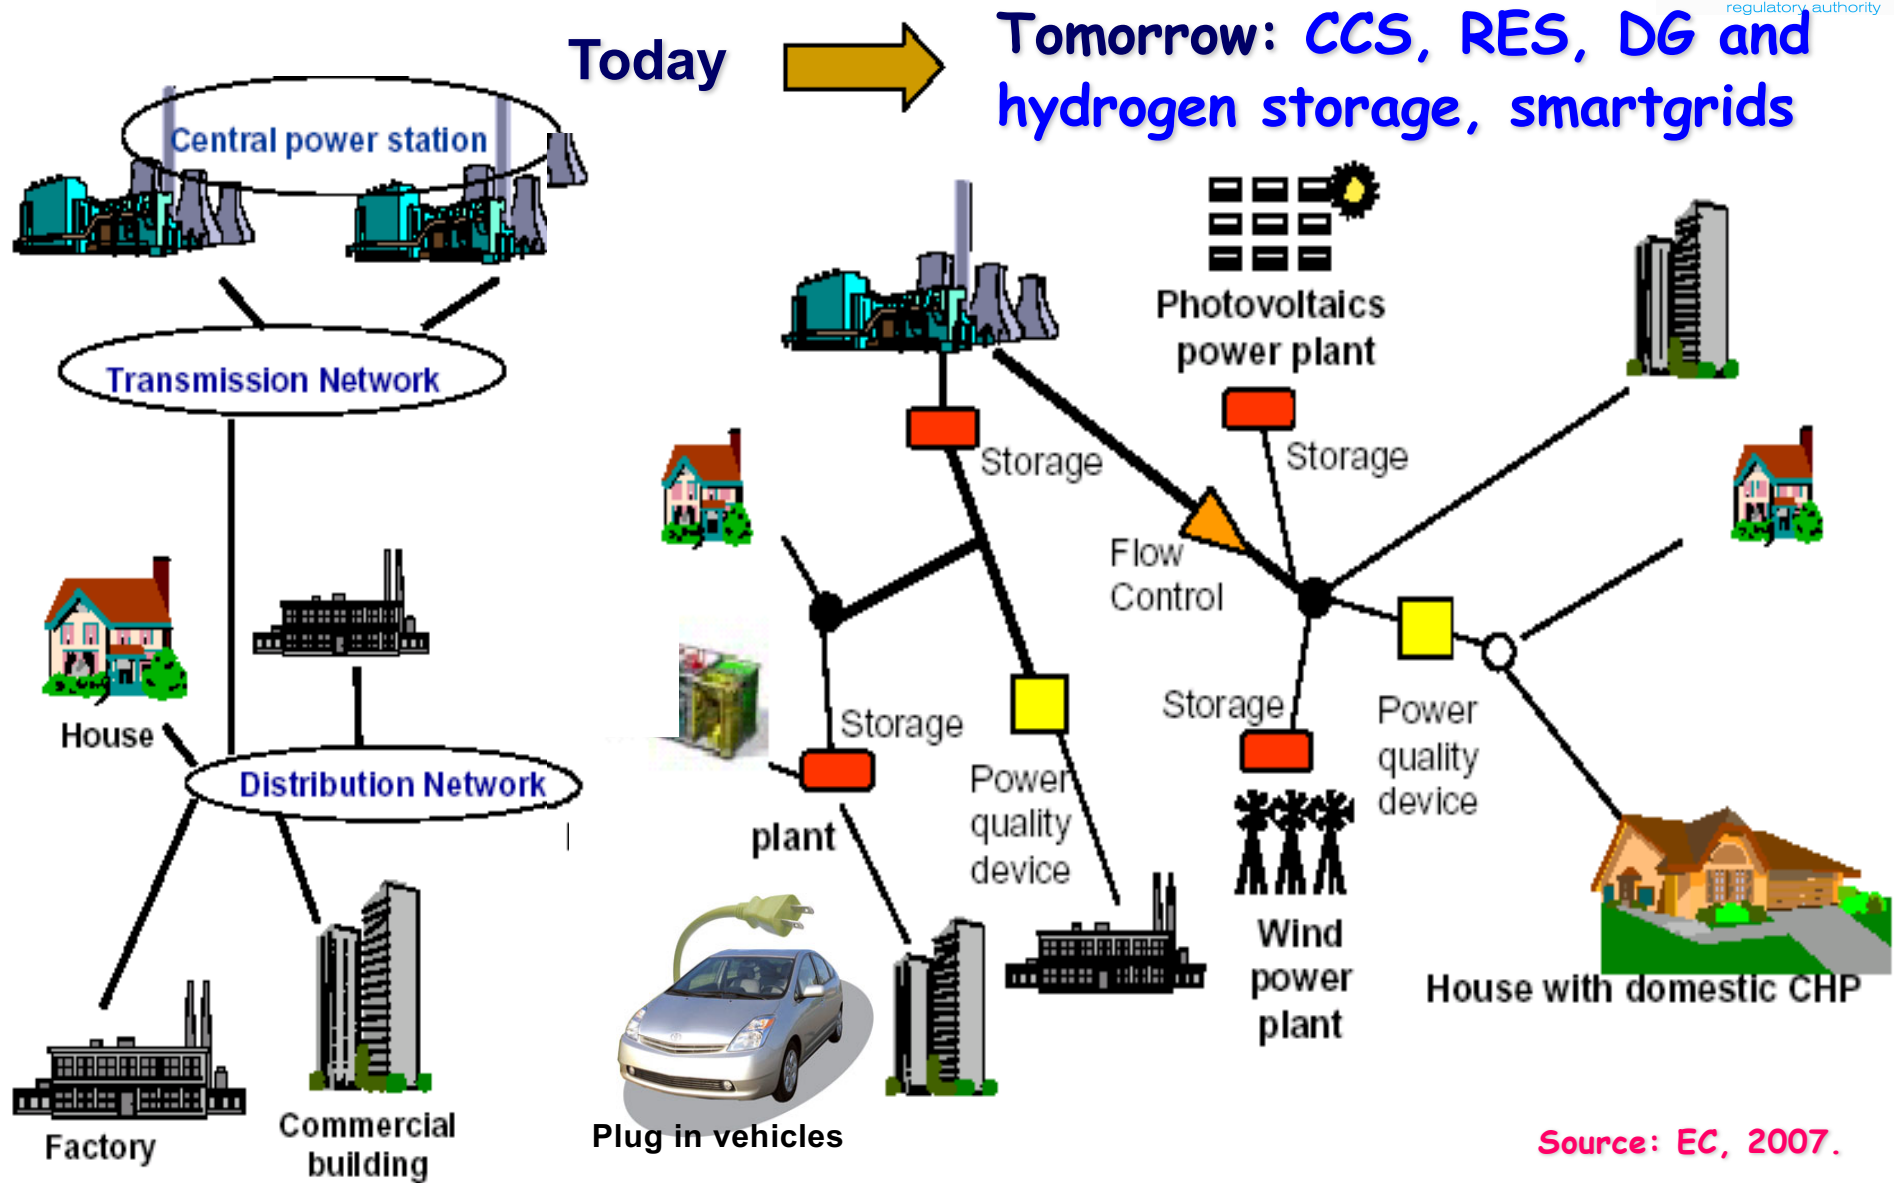 regulatory authority
Today
Tomorrow: CCS, RES, DG and
hydrogen storage, smartgrids
Central power station
Transmission Network
House
Distribution Network
Factory
Commercial
building
Photovoltaics
power plant
Storage
Storage
Flow
Control
Storage
Storage
Power
quality
device
Power
quality
device
plant
Wind
power
plant
House with domestic CHP
Plug in vehicles
Source: EC, 2007.